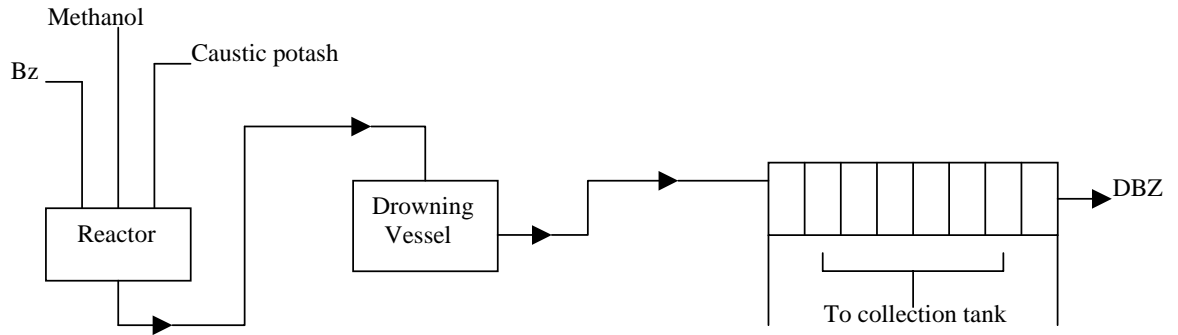 Methanol
Caustic potash
Bz
Reactor
Drowning
Vessel
DBZ
To collection tank